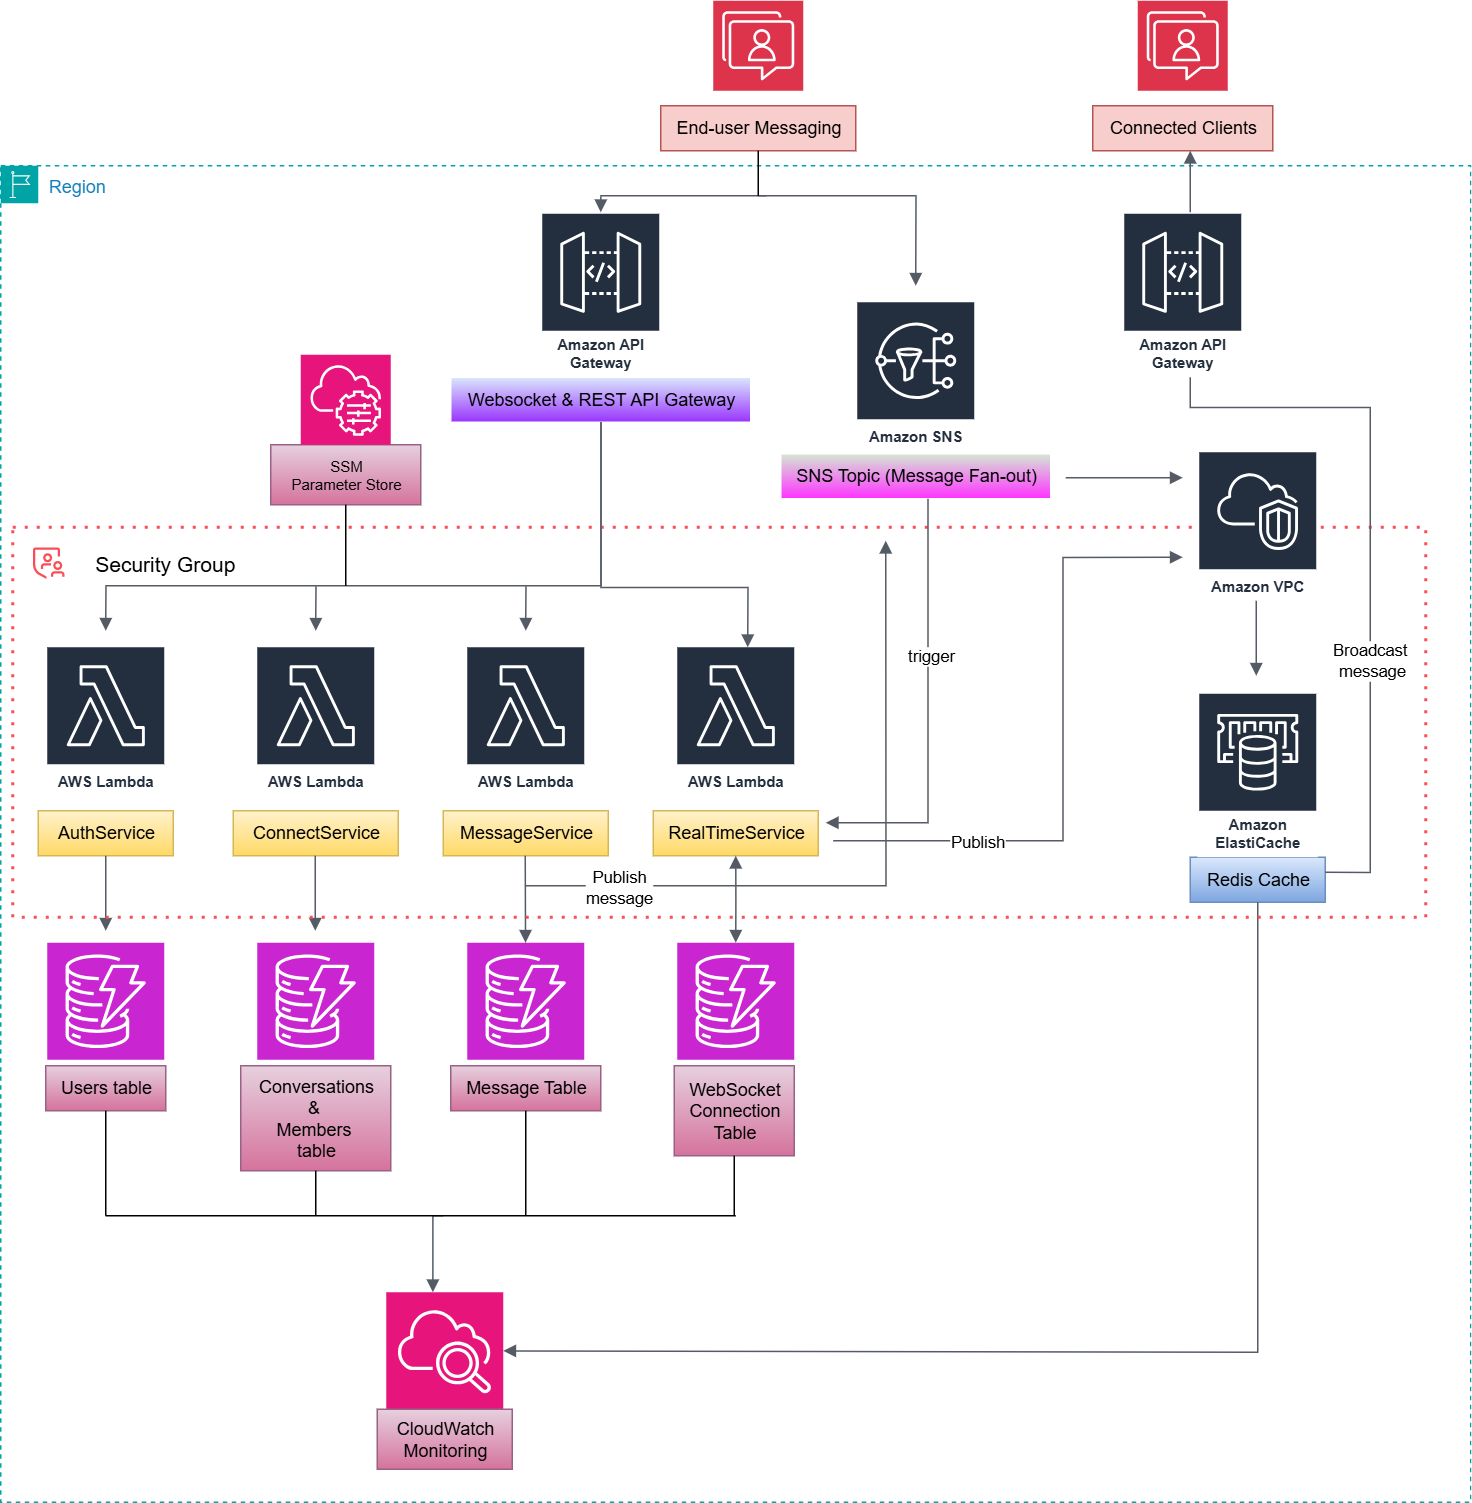 End-user Messaging
Connected Clients
Region
Amazon API
Gateway
Amazon API
Gateway
Websocket & REST API Gateway
Amazon SNS
SSM
Parameter Store
SNS Topic (Message Fan-out)
Security Group
Amazon VPC
trigger
Broadcast
message
AWS Lambda
AWS Lambda
AWS Lambda
AWS Lambda
AuthService
ConnectService
MessageService
RealTimeService
Publish
Amazon
ElastiCache
Publish
message
Redis Cache
Users table
Conversations
&
Members
table
Message Table
WebSocket
Connection
Table
CloudWatch
Monitoring